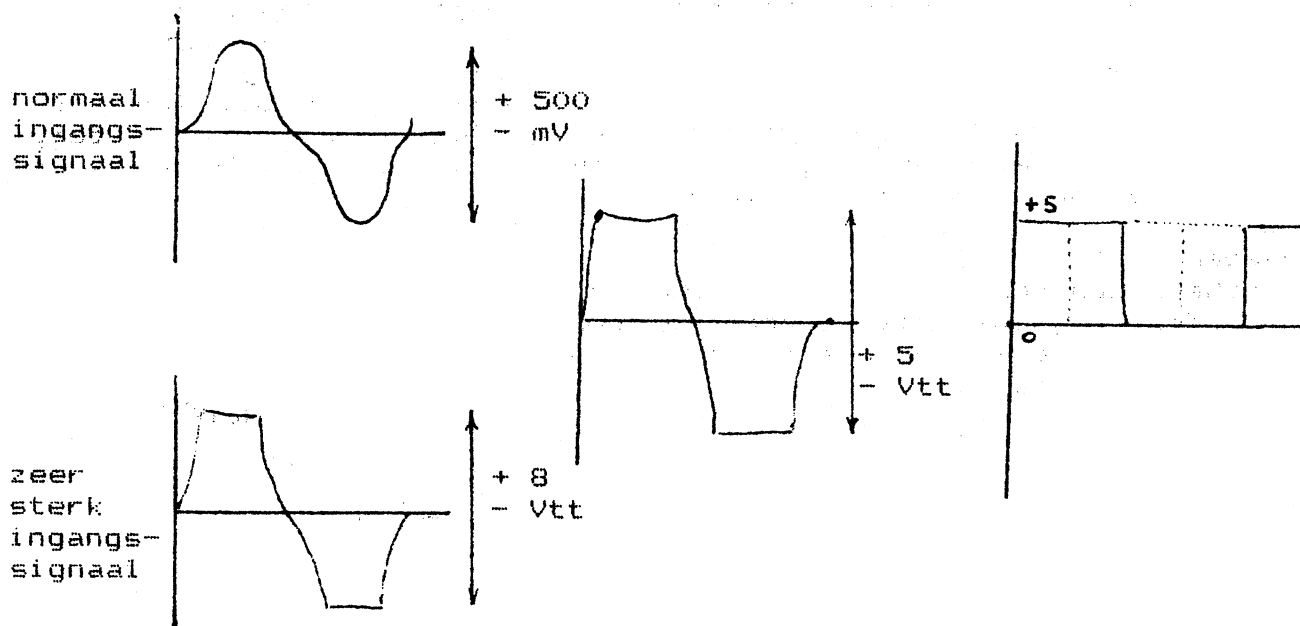 normaal
ingangs-
signaal
+ 500
- mV
+5
0
+ 5
- Vtt
zeer
sterk
ingangs-
signaal
+ 8
- Vtt